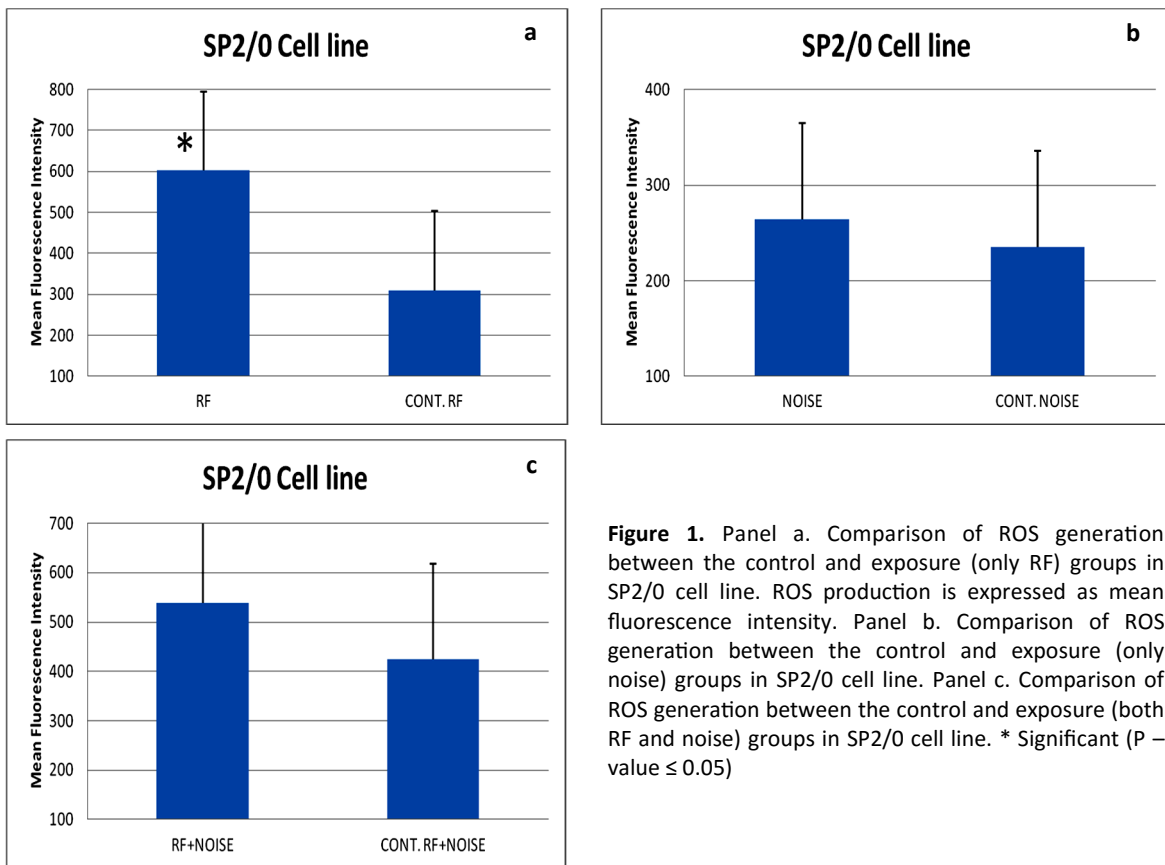 a
SP2/0 Cell line
Mean Fluorescence Intensity
800
700
600
500
400
300
200
100
*
RF
CONT. RF
b
SP2/0 Cell line
Mean Fluorescence Intensity
400
300
200
100
NOISE
CONT. NOISE
c
SP2/0 Cell line
Mean Fluorescence Intensity
700
600
500
400
300
200
100
RF+NOISE
CONT. RF+NOISE
Figure 1. Panel a. Comparison of ROS generation
between the control and exposure (only RF) groups in
SP2/0 cell line. ROS production is expressed as mean
fluorescence intensity. Panel b. Comparison of ROS
generation between the control and exposure (only
noise) groups in SP2/0 cell line. Panel c. Comparison of
ROS generation between the control and exposure (both
RF and noise) groups in SP2/0 cell line. * Significant (P –
value ≤ 0.05)